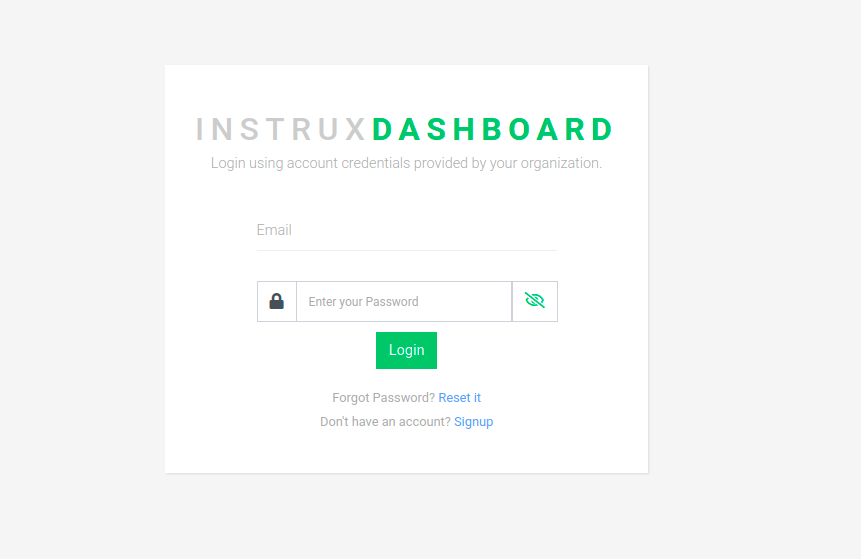 INSTRUXDASHBOARD
Login using account credentials provided by your organization.
Email
Enter your Password
Login
Forgot Password? Reset it
Don't have an account? Signup